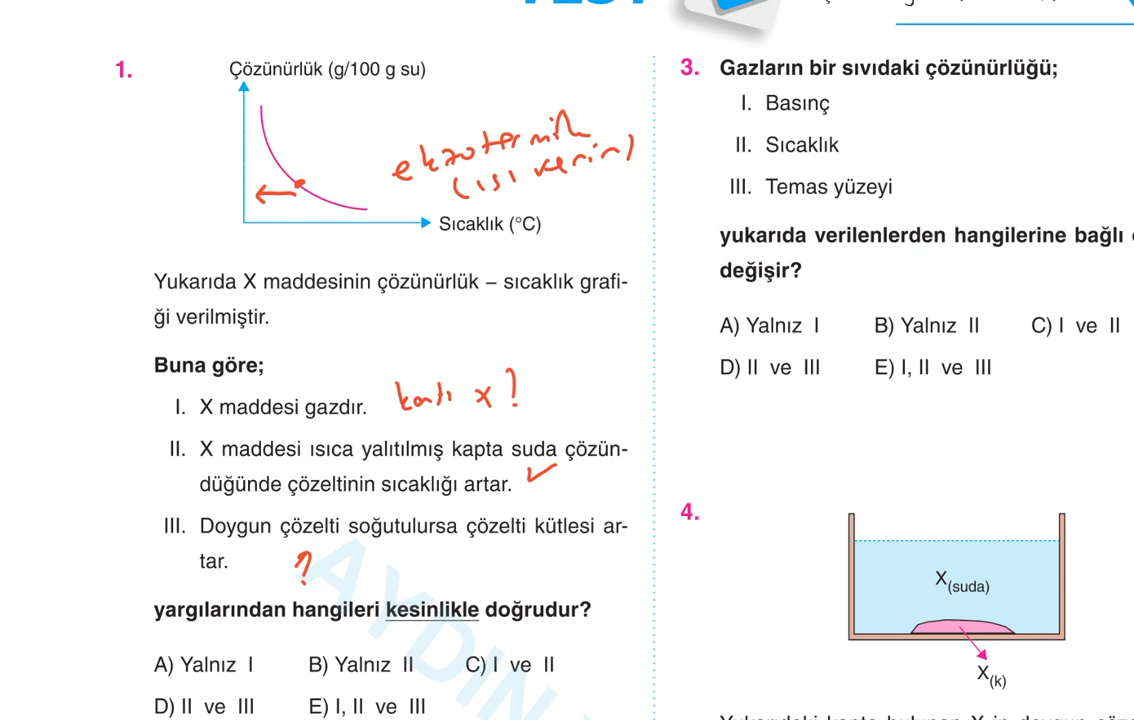 TEST
1.
Çözünürlük (g/100 g su)
ekzotermik
(ısı verir)
Sıcaklık (°C)
Yukarıda X maddesinin çözünürlük – sıcaklık grafi-
ği verilmiştir.
Buna göre;
I. X maddesi gazdır.
katı x?
II. X maddesi ısıca yalıtılmış kapta suda çözün-
düğünde çözeltinin sıcaklığı artar.
III. Doygun çözelti soğutulursa çözelti kütlesi ar-
tar.
?
yargılarından hangileri kesinlikle doğrudur?
A) Yalnız I B) Yalnız II C) I ve II
D) II ve III E) I, II ve III
3. Gazların bir sıvıdaki çözünürlüğü;
I. Basınç
II. Sıcaklık
III. Temas yüzeyi
yukarıda verilenlerden hangilerine bağlı
değişir?
A) Yalnız I B) Yalnız II C) I ve II
D) II ve III E) I, II ve III
4.
X(suda)
X(k)
AYDIN